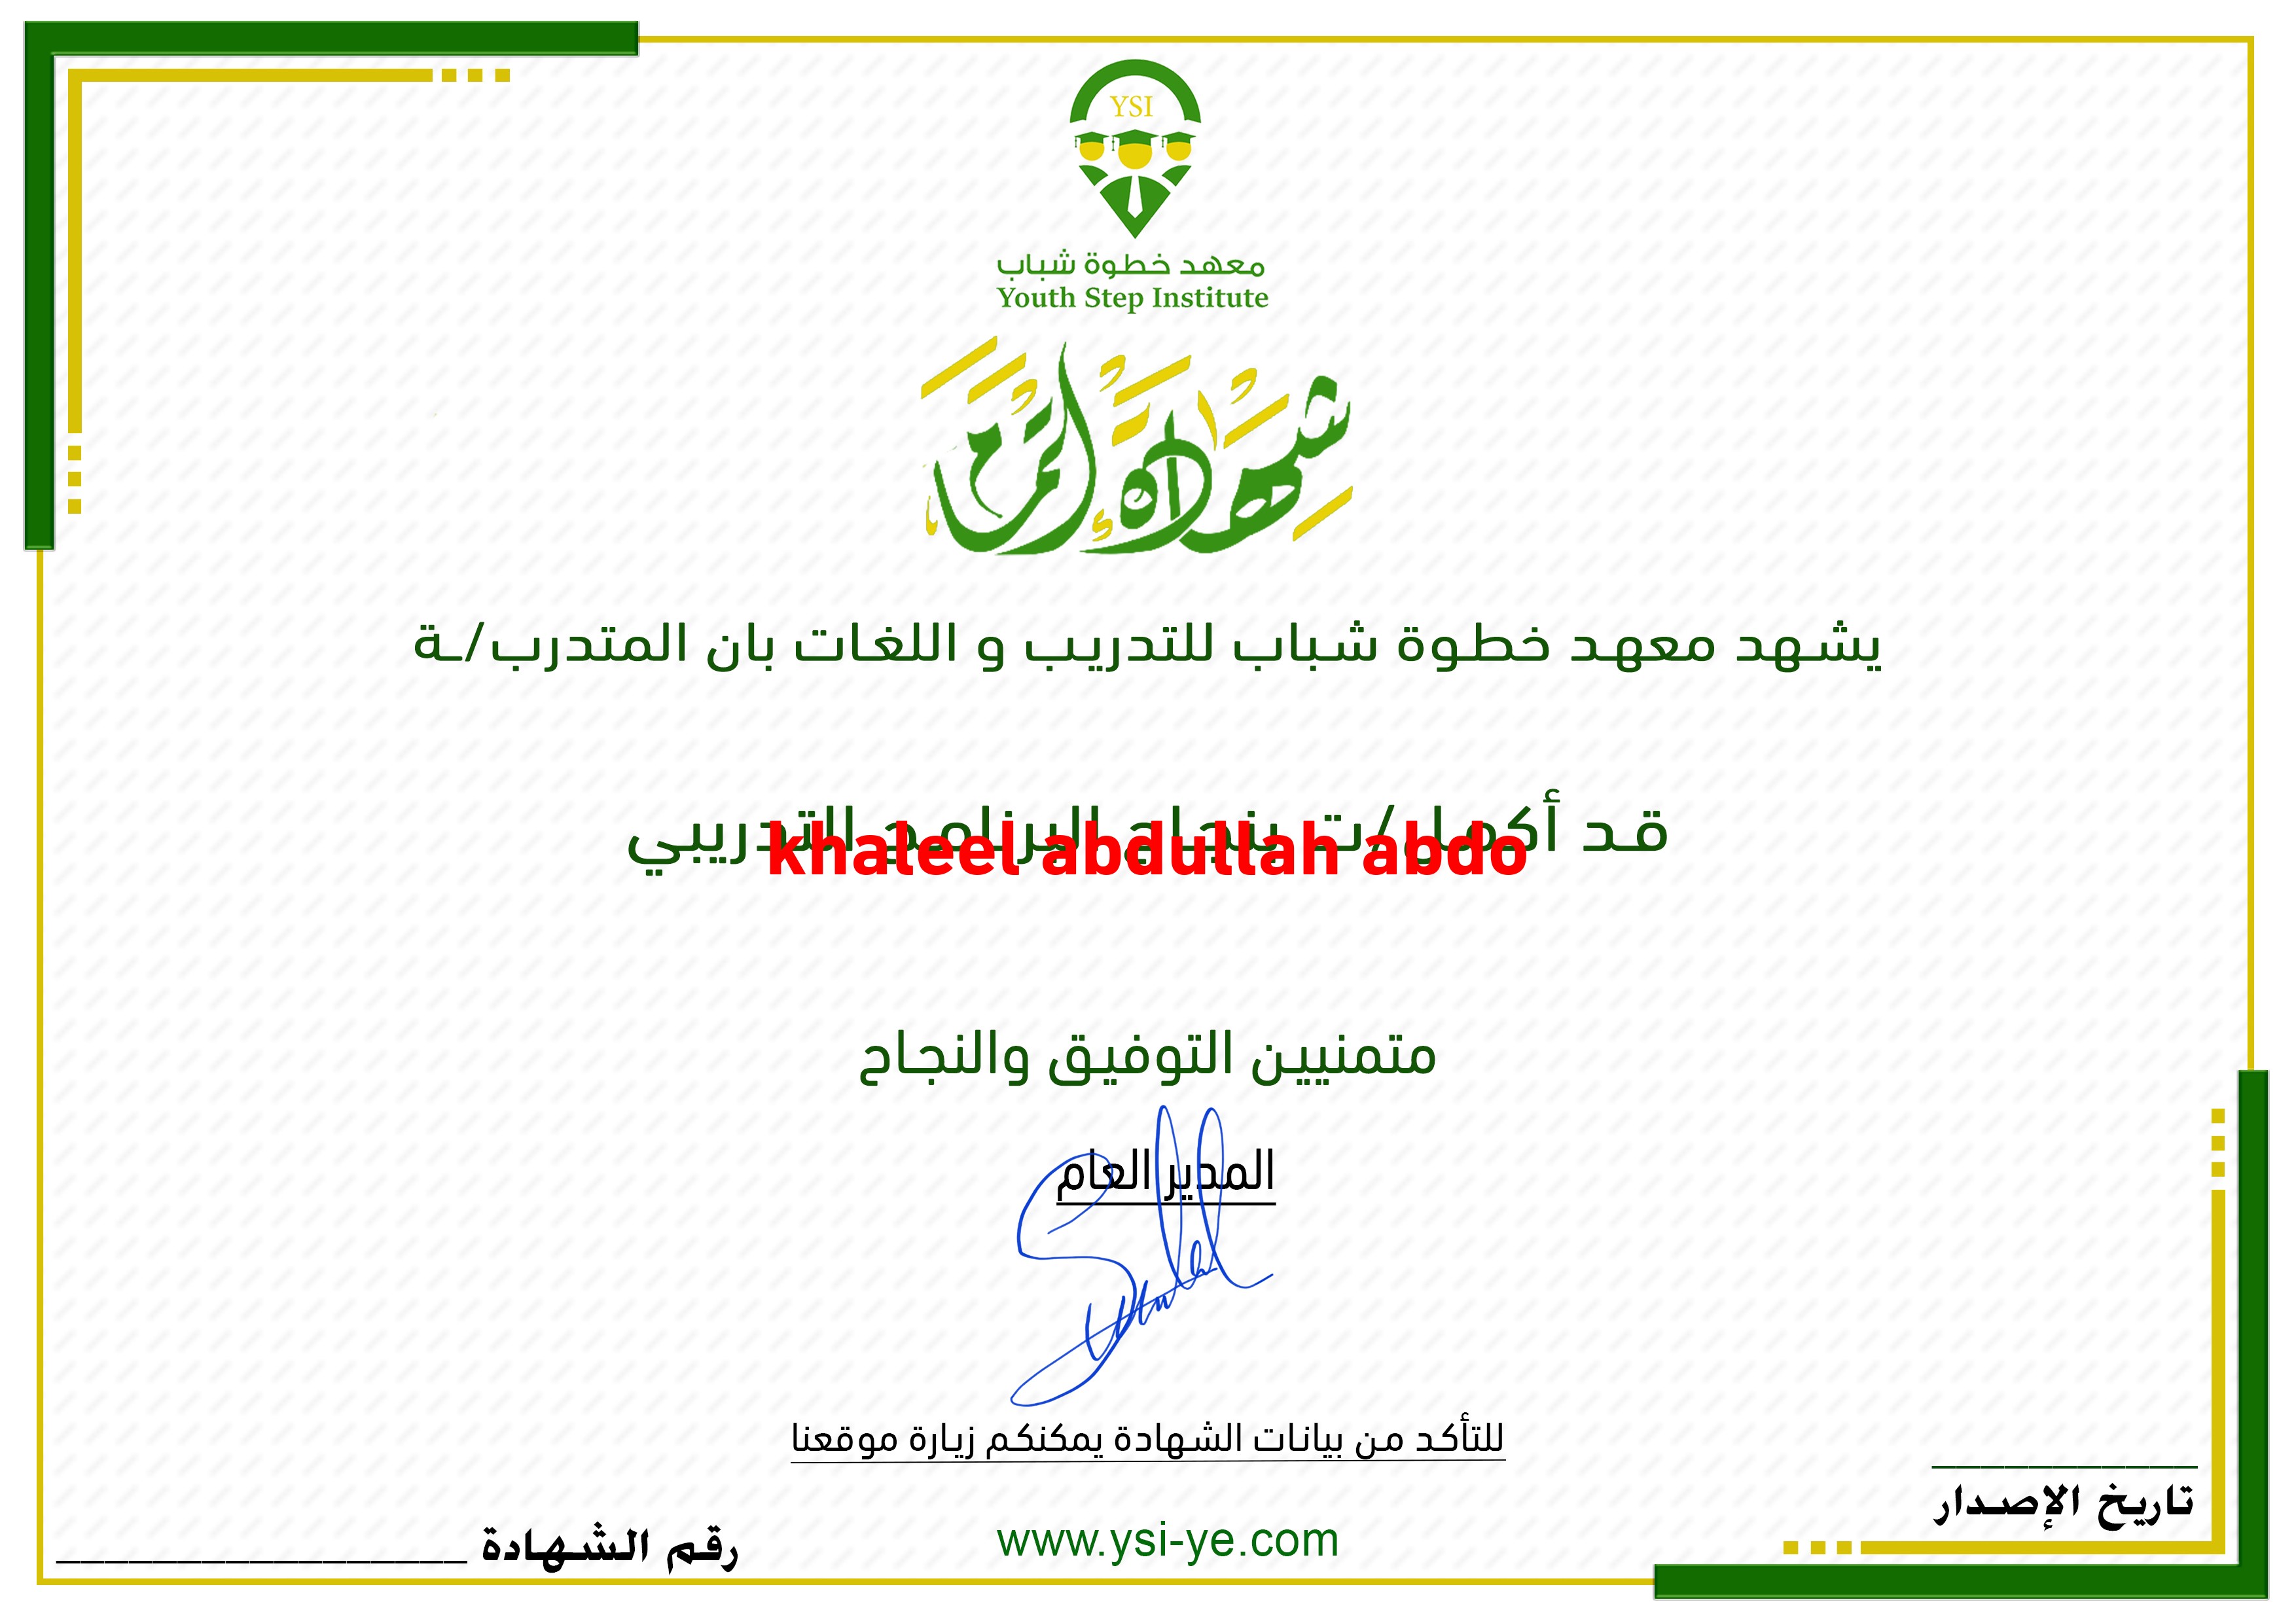 YSI
معهد خطوة شباب
Youth Step Institute
شهادة إتمام
يشهد معهد خطوة شباب للتدريب و اللغات بان المتدرب/ـة
قد أكمل/ت بنجاح البرنامج التدريبي
khaleel abdullah abdo
متمنيين التوفيق والنجاح
المدير العام
للتأكد من بيانات الشهادة يمكنكم زيارة موقعنا
تاريخ الإصدار
رقم الشهادة
www.ysi-ye.com